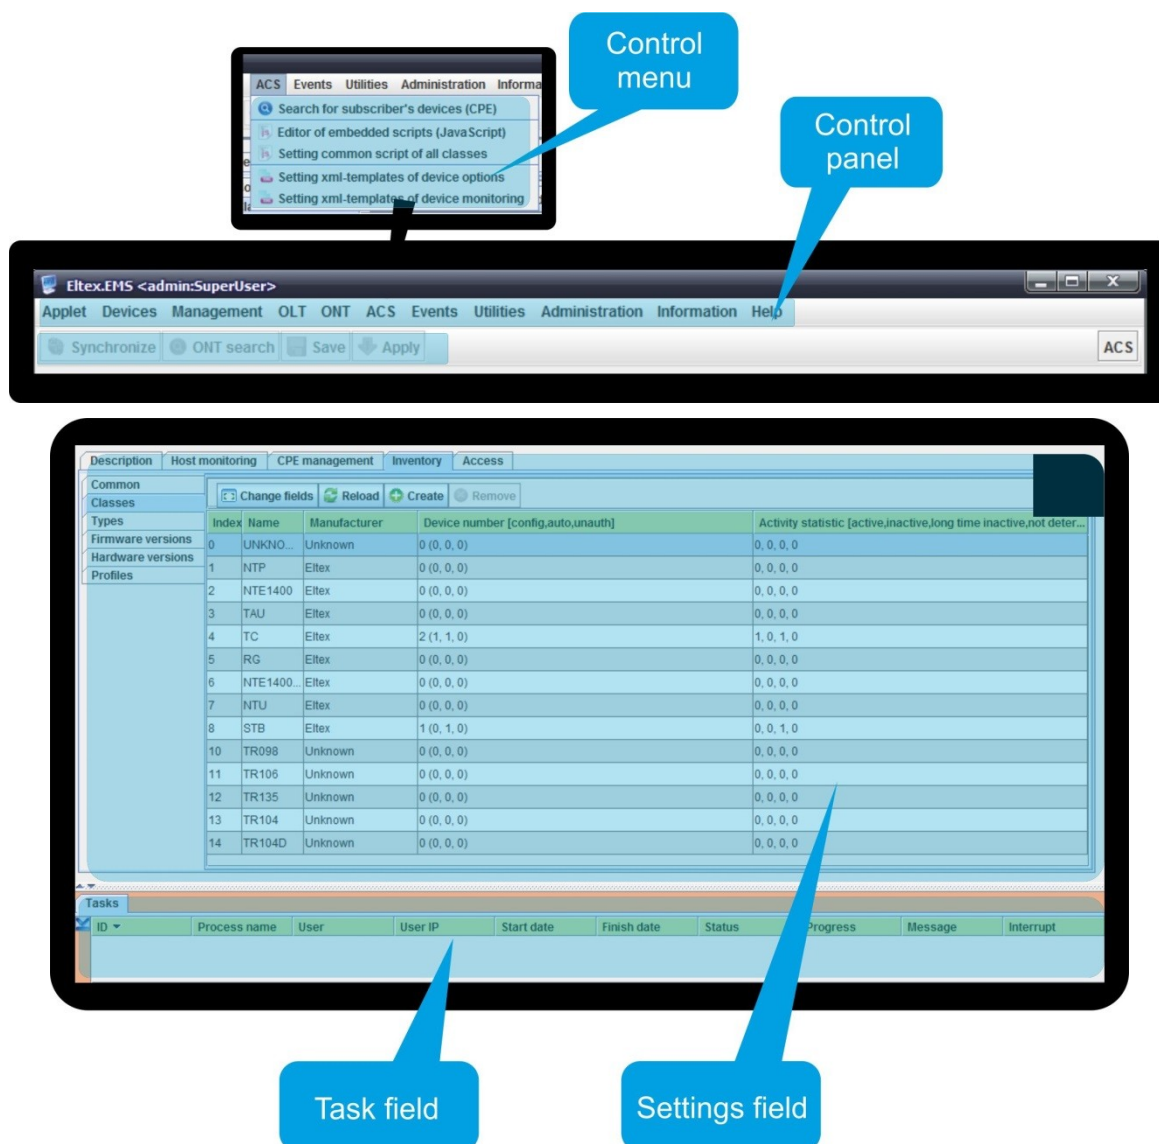 Control
menu
ACS Events Utilities Administration Informa
Search for subscriber's devices (CPE)
Editor of embedded scripts (JavaScript)
Setting common script of all classes
Setting xml-templates of device options
Setting xml-templates of device monitoring
Control
panel
Eltex.EMS <admin:SuperUser>
Applet Devices Management OLT ONT ACS Events Utilities Administration Information Help
Synchronize ONT search Save Apply ACS
Description Host monitoring CPE management Inventory Access
Common
Classes
Types
Firmware versions
Hardware versions
Profiles
Change fields Reload Create Remove
Index Name Manufacturer Device number [config,auto,unauth] Activity statistic [active,inactive,long time inactive,not deter...
0 UNKNO... Unknown 0 (0, 0, 0) 0, 0, 0, 0
1 NTP Eltex 0 (0, 0, 0) 0, 0, 0, 0
2 NTE1400 Eltex 0 (0, 0, 0) 0, 0, 0, 0
3 TAU Eltex 0 (0, 0, 0) 0, 0, 0, 0
4 TC Eltex 2 (1, 1, 0) 1, 0, 1, 0
5 RG Eltex 0 (0, 0, 0) 0, 0, 0, 0
6 NTE1400... Eltex 0 (0, 0, 0) 0, 0, 0, 0
7 NTU Eltex 0 (0, 0, 0) 0, 0, 0, 0
8 STB Eltex 1 (0, 1, 0) 0, 0, 1, 0
10 TR098 Unknown 0 (0, 0, 0) 0, 0, 0, 0
11 TR106 Unknown 0 (0, 0, 0) 0, 0, 0, 0
12 TR135 Unknown 0 (0, 0, 0) 0, 0, 0, 0
13 TR104 Unknown 0 (0, 0, 0) 0, 0, 0, 0
14 TR104D Unknown 0 (0, 0, 0) 0, 0, 0, 0
Tasks
ID Process name User User IP Start date Finish date Status Progress Message Interrupt
Task field
Settings field